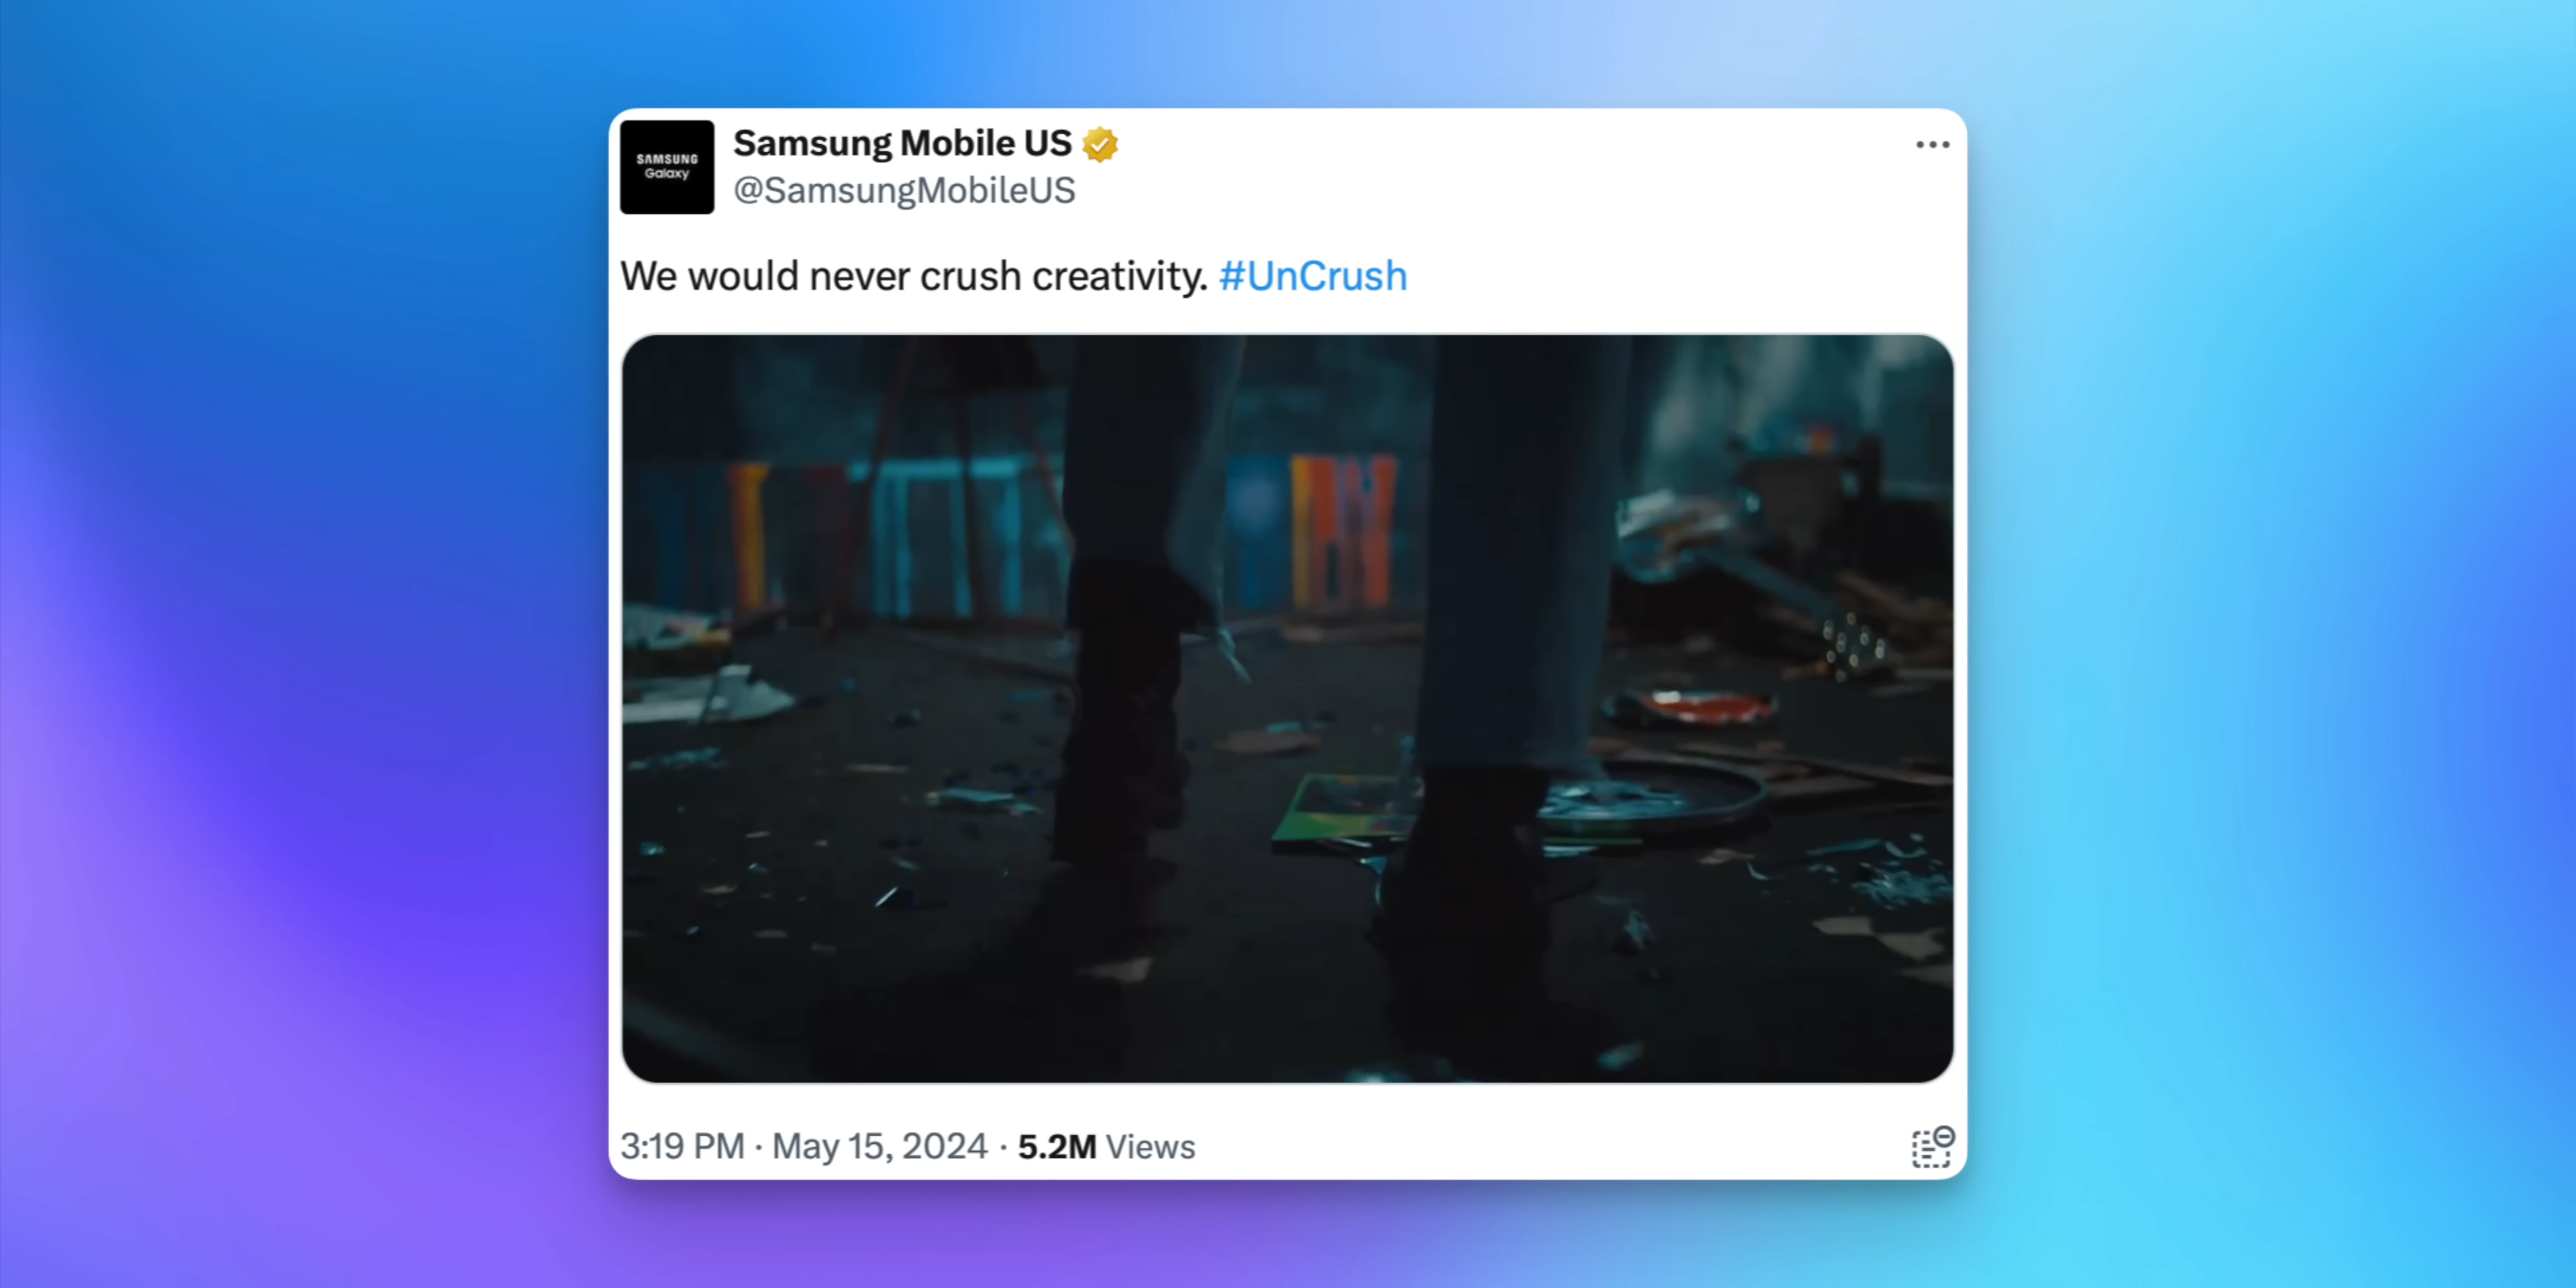 SAMSUNG
Galaxy
Samsung Mobile US
@SamsungMobileUS
We would never crush creativity. #UnCrush
3:19 PM · May 15, 2024 · 5.2M Views